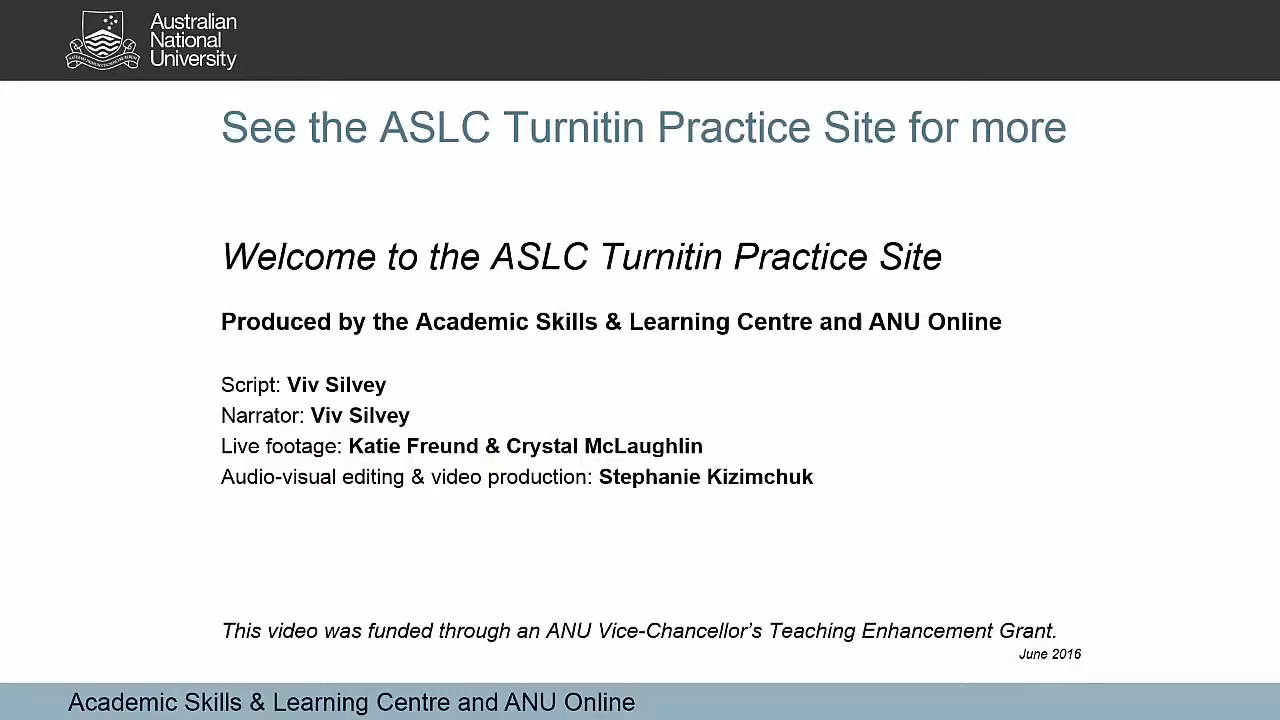 Australian
National
University
See the ASLC Turnitin Practice Site for more
Welcome to the ASLC Turnitin Practice Site
Produced by the Academic Skills & Learning Centre and ANU Online
Script: Viv Silvey
Narrator: Viv Silvey
Live footage: Katie Freund & Crystal McLaughlin
Audio-visual editing & video production: Stephanie Kizimchuk
This video was funded through an ANU Vice-Chancellor’s Teaching Enhancement Grant.
June 2016
Academic Skills & Learning Centre and ANU Online